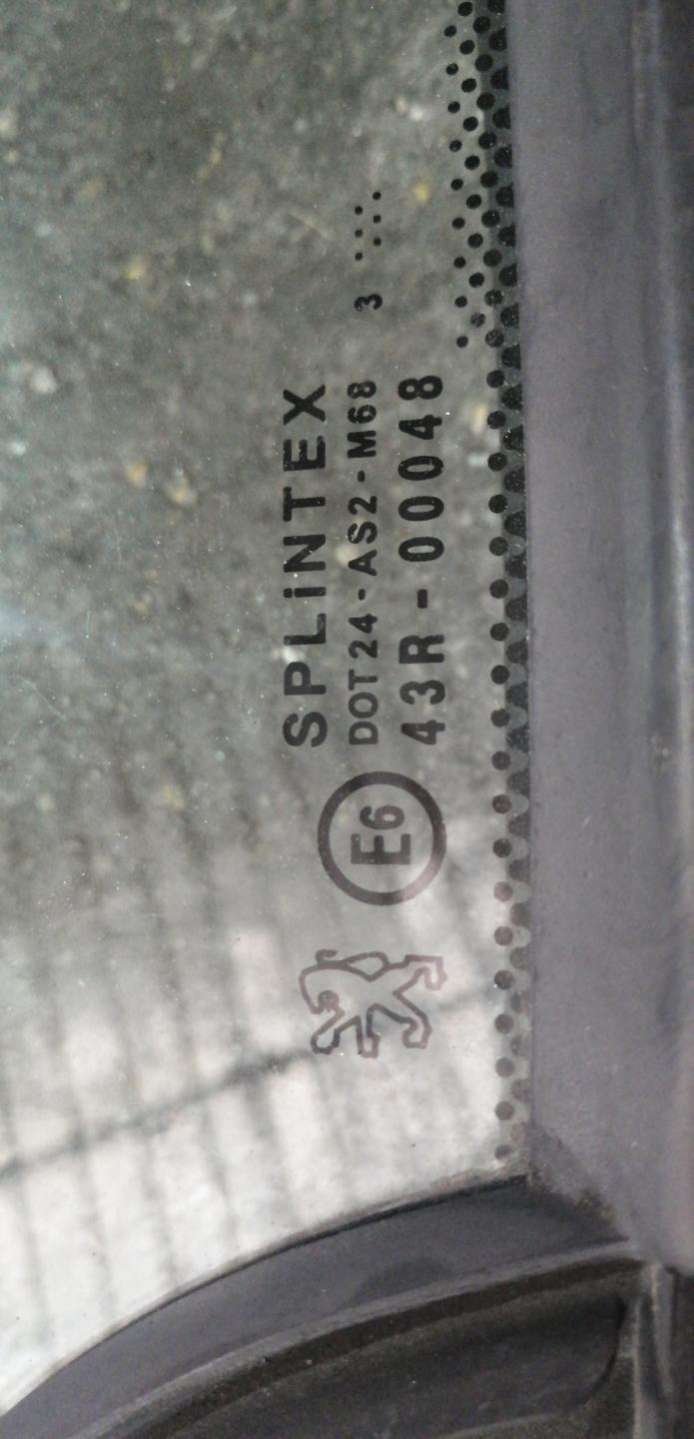 SPLiNTEX
DOT24-AS2-M68 3 ::::.
E6 43R-00048